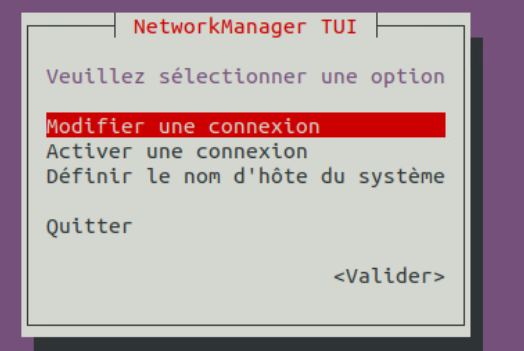 NetworkManager TUI
Veuillez sélectionner une option
Modifier une connexion
Activer une connexion
Définir le nom d'hôte du système
Quitter
<Valider>